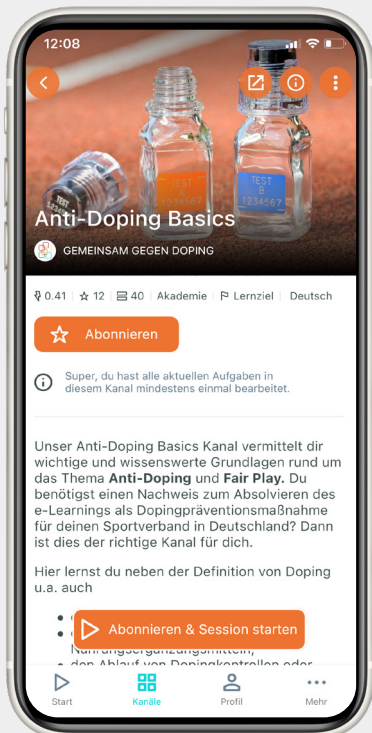 12:08
TEST
A
1234567
TEST
B
1234567
Anti-Doping Basics
GEMEINSAM GEGEN DOPING
0.41 12 40 Akademie Lernziel Deutsch
Abonnieren
Super, du hast alle aktuellen Aufgaben in
diesem Kanal mindestens einmal bearbeitet.
Unser Anti-Doping Basics Kanal vermittelt dir
wichtige und wissenswerte Grundlagen rund um
das Thema Anti-Doping und Fair Play. Du
benötigst einen Nachweis zum Absolvieren des
e-Learnings als Dopingpräventionsmaßnahme
für deinen Sportverband in Deutschland? Dann
ist dies der richtige Kanal für dich.
Hier lernst du neben der Definition von Doping
u.a. auch
Abonnieren & Session starten
Nahrungsergänzungsmitteln,
den Ablauf von Dopingkontrollen oder
Start Kanäle Profil Mehr